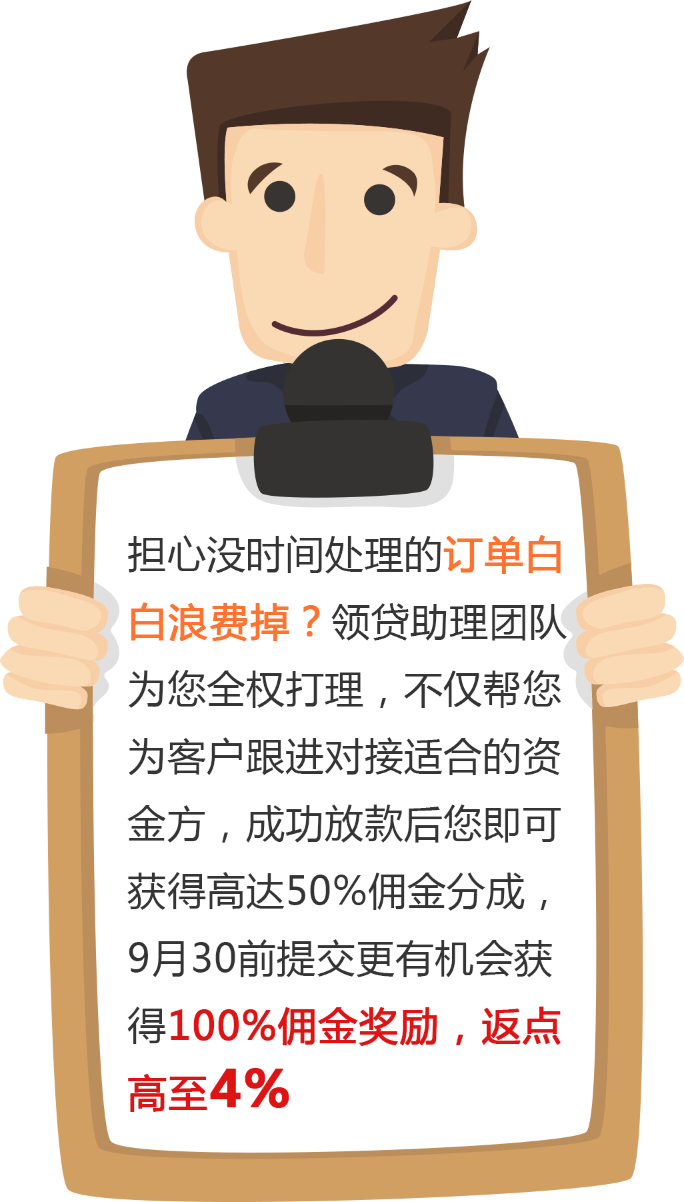 担心没时间处理的订单白
白浪费掉？领贷助理团队
为您全权打理，不仅帮您
为客户跟进对接适合的资
金方，成功放款后您即可
获得高达50%佣金分成，
9月30前提交更有机会获
得100%佣金奖励，返点
高至4%